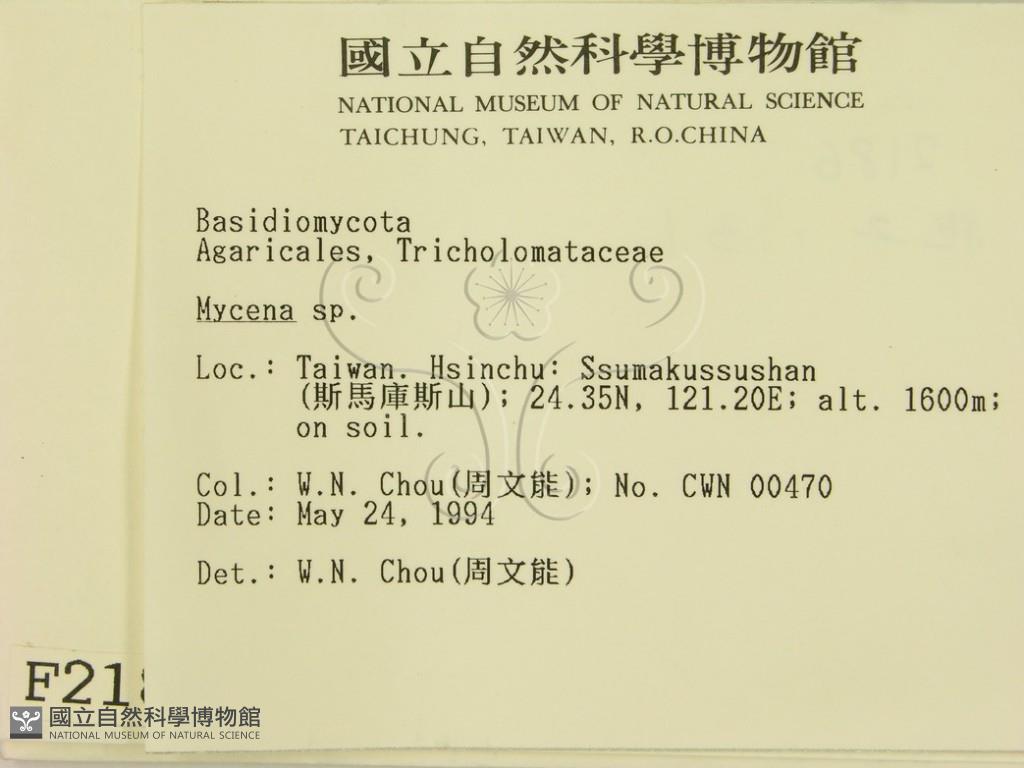 國立自然科學博物館
NATIONAL MUSEUM OF NATURAL SCIENCE
TAICHUNG, TAIWAN, R.O.CHINA
Basidiomycota
Agaricales, Tricholomataceae
Mycena sp.
Loc.: Taiwan. Hsinchu: Ssumakussushan
(斯馬庫斯山); 24.35N, 121.20E; alt. 1600m;
on soil.
Col.: W.N. Chou(周文能); No. CWN 00470
Date: May 24, 1994
Det.: W.N. Chou(周文能)
F218
國立自然科學博物館
NATIONAL MUSEUM OF NATURAL SCIENCE